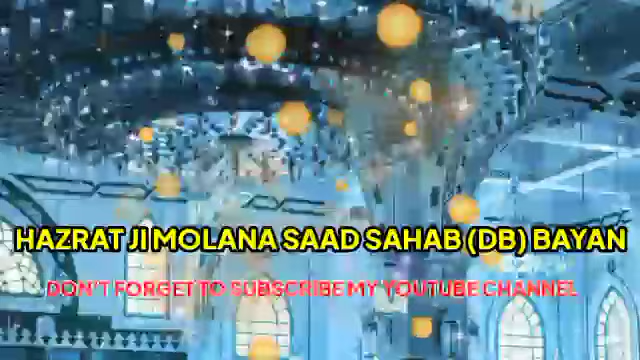 HAZRAT JI MOLANA SAAD SAHAB (DB) BAYAN
DON'T FORGET TO SUBSCRIBE MY YOUTUBE CHANNEL